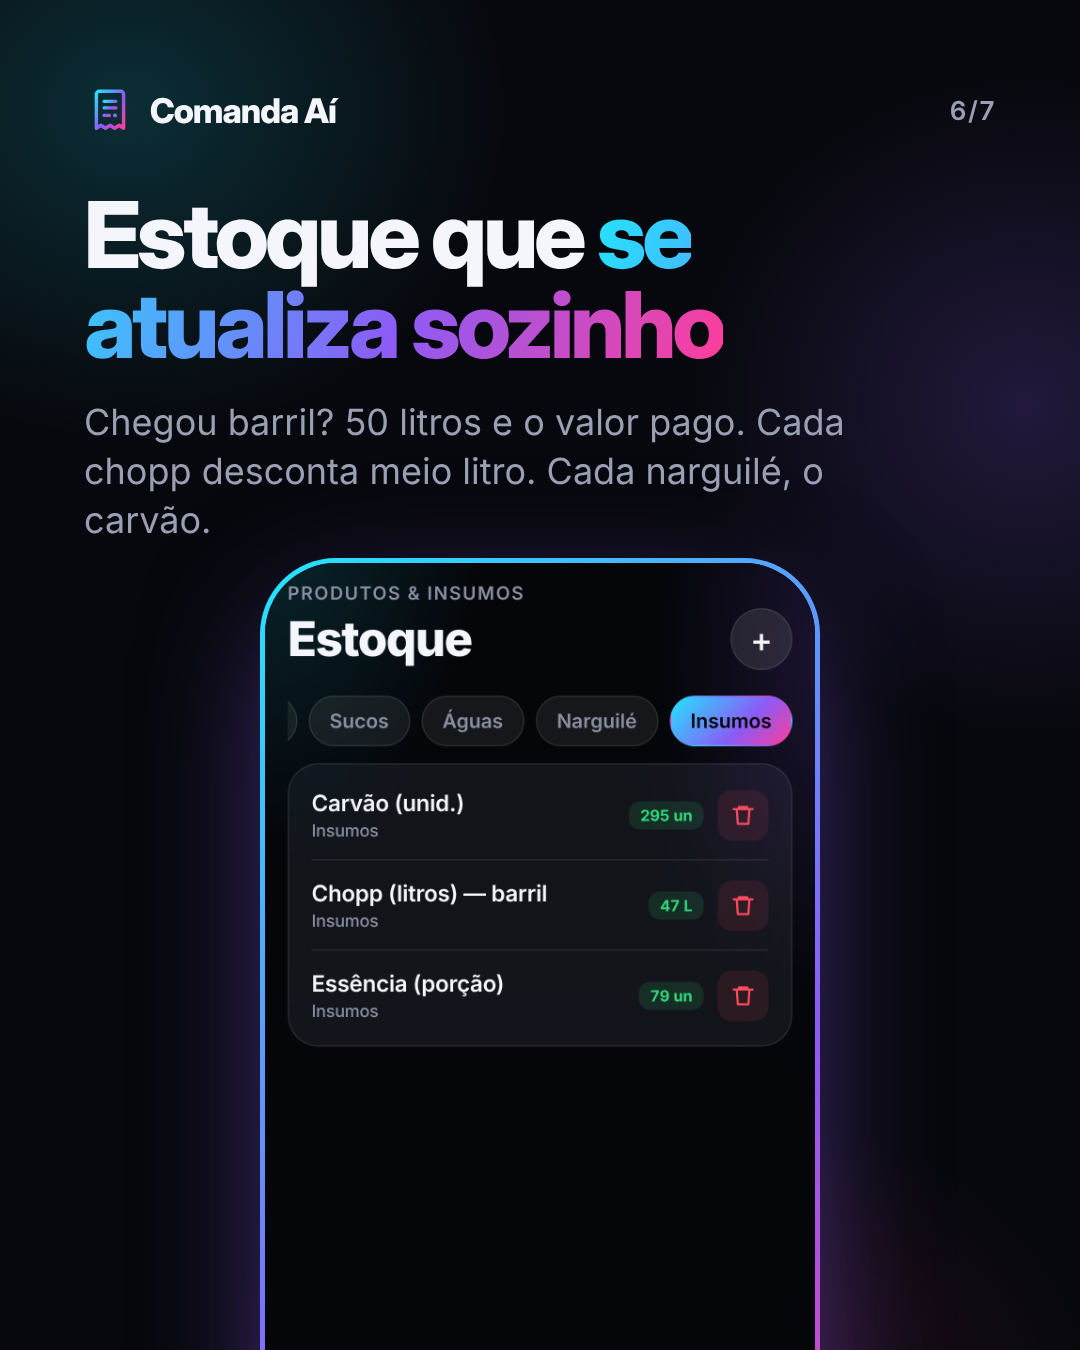 Comanda Aí
6/7
Estoque que se
atualiza sozinho
Chegou barril? 50 litros e o valor pago. Cada
chopp desconta meio litro. Cada narguilé, o
carvão.
PRODUTOS & INSUMOS
Estoque
+
Sucos
Águas
Narguilé
Insumos
Carvão (unid.)
Insumos
295 un
Chopp (litros) — barril
Insumos
47 L
Essência (porção)
Insumos
79 un